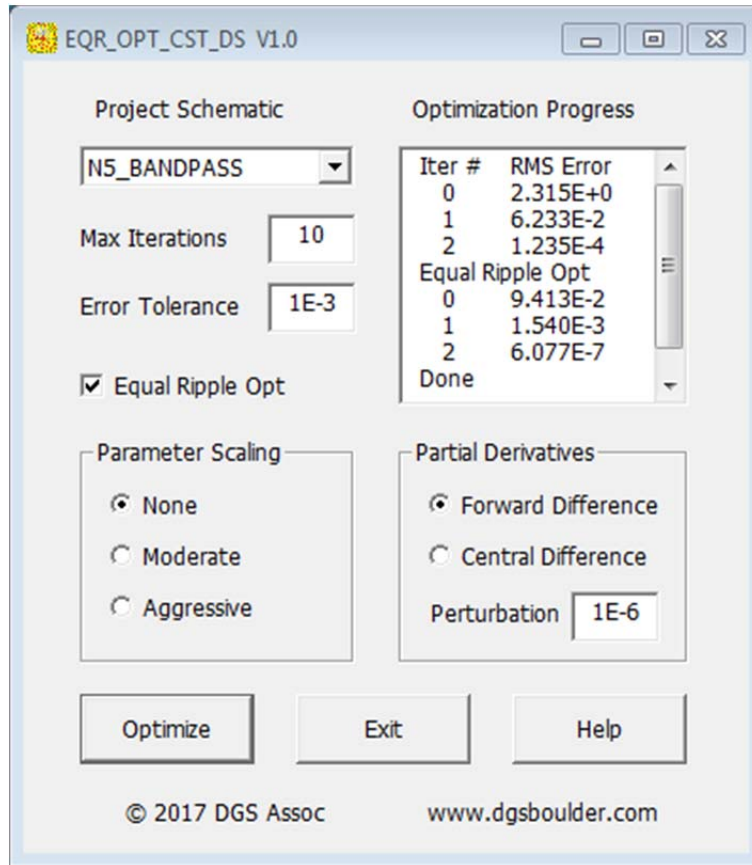 EQR_OPT_CST_DS V1.0
Project Schematic
N5_BANDPASS
Max Iterations 10
Error Tolerance 1E-3
Equal Ripple Opt
Optimization Progress
Iter # RMS Error
0 2.315E+0
1 6.233E-2
2 1.235E-4
Equal Ripple Opt
0 9.413E-2
1 1.540E-3
2 6.077E-7
Done
Parameter Scaling
None
Moderate
Aggressive
Partial Derivatives
Forward Difference
Central Difference
Perturbation 1E-6
Optimize Exit Help
© 2017 DGS Assoc www.dgsboulder.com